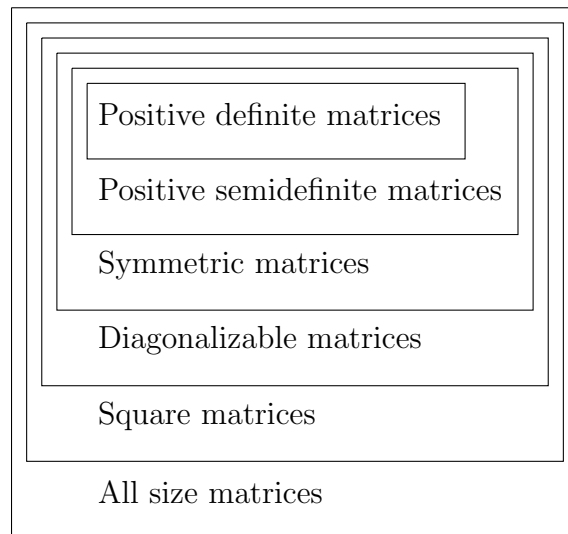 Positive definite matrices
Positive semidefinite matrices
Symmetric matrices
Diagonalizable matrices
Square matrices
All size matrices